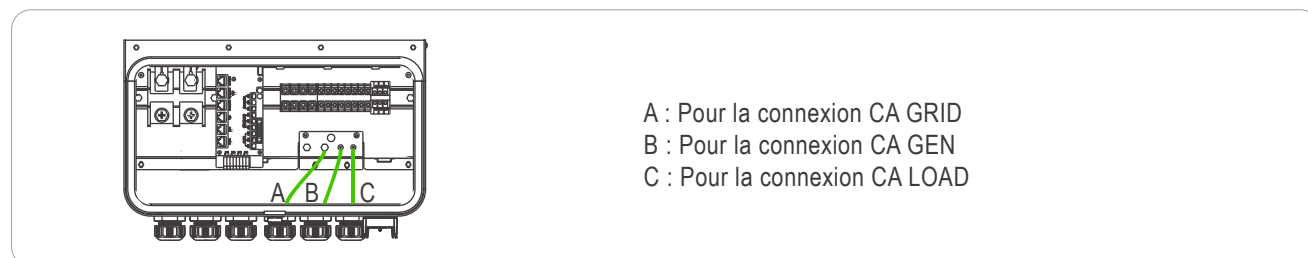 A B C
A : Pour la connexion CA GRID
B : Pour la connexion CA GEN
C : Pour la connexion CA LOAD